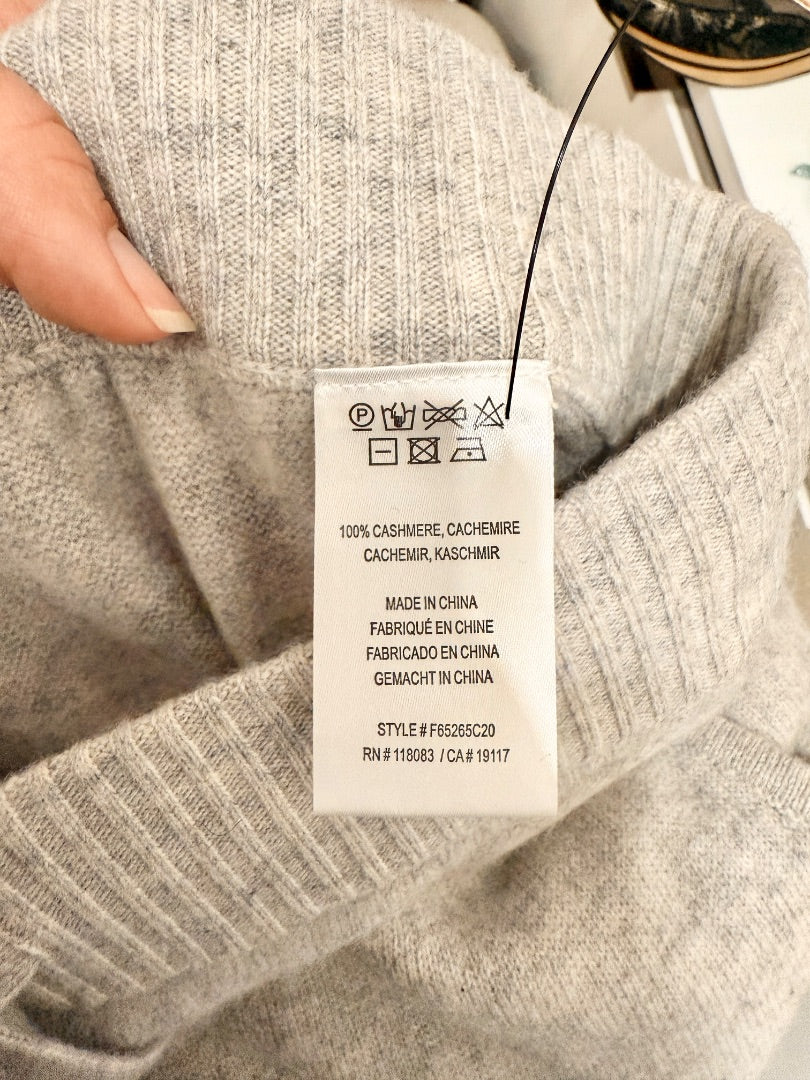 P
100% CASHMERE, CACHEMIRE
CACHEMIR, KASCHMIR
MADE IN CHINA
FABRIQUÉ EN CHINE
FABRICADO EN CHINA
GEMACHT IN CHINA
STYLE # F65265C20
RN # 118083 / CA # 19117